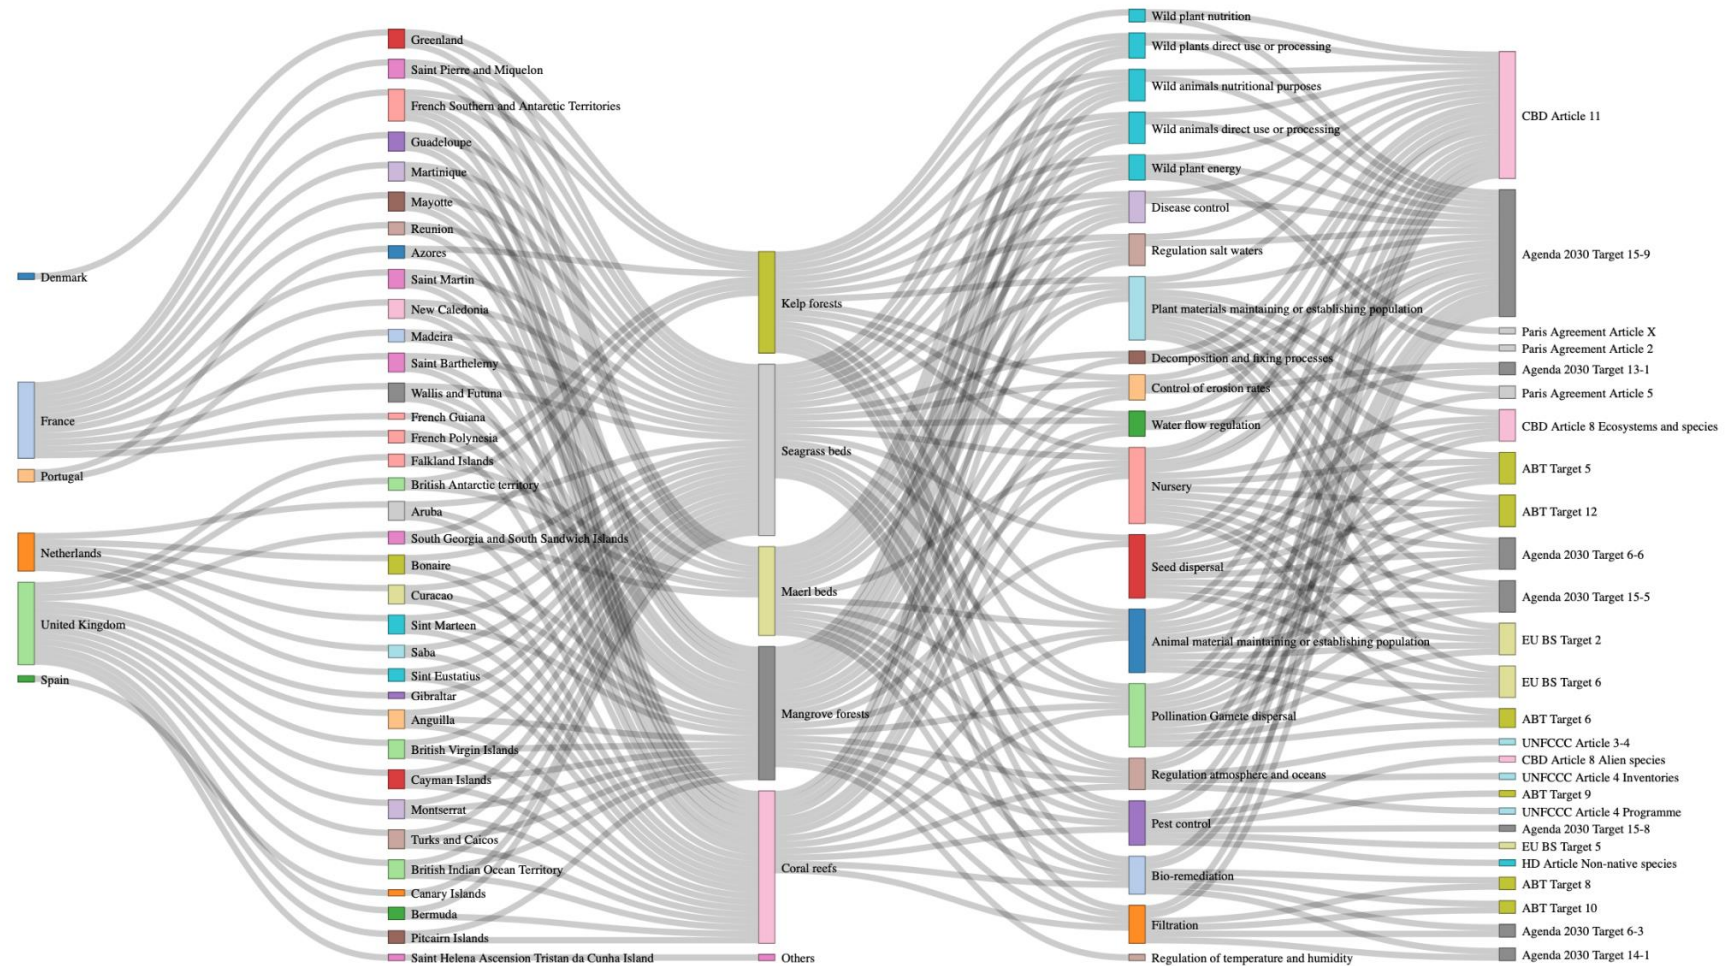 Denmark
France
Portugal
Netherlands
United Kingdom
Spain
Greenland
Saint Pierre and Miquelon
French Southern and Antarctic Territories
Guadeloupe
Martinique
Mayotte
Reunion
Azores
Saint Martin
New Caledonia
Madeira
Saint Barthelemy
Wallis and Futuna
French Guiana
French Polynesia
Falkland Islands
British Antarctic territory
Aruba
South Georgia and South Sandwich Islands
Bonaire
Curacao
Sint Marteen
Saba
Sint Eustatius
Gibraltar
Anguilla
British Virgin Islands
Cayman Islands
Montserrat
Turks and Caicos
British Indian Ocean Territory
Canary Islands
Bermuda
Pitcairn Islands
Saint Helena Ascension Tristan da Cunha Island
Kelp forests
Seagrass beds
Maerl beds
Mangrove forests
Coral reefs
Others
Wild plant nutrition
Wild plants direct use or processing
Wild animals nutritional purposes
Wild animals direct use or processing
Wild plant energy
Disease control
Regulation salt waters
Plant materials maintaining or establishing population
Decomposition and fixing processes
Control of erosion rates
Water flow regulation
Nursery
Seed dispersal
Animal material maintaining or establishing population
Pollination Gamete dispersal
Regulation atmosphere and oceans
Pest control
Bio-remediation
Filtration
Regulation of temperature and humidity
CBD Article 11
Agenda 2030 Target 15-9
Paris Agreement Article X
Paris Agreement Article 2
Agenda 2030 Target 13-1
Paris Agreement Article 5
CBD Article 8 Ecosystems and species
ABT Target 5
ABT Target 12
Agenda 2030 Target 6-6
Agenda 2030 Target 15-5
EU BS Target 2
EU BS Target 6
ABT Target 6
UNFCCC Article 3-4
CBD Article 8 Alien species
UNFCCC Article 4 Inventories
ABT Target 9
UNFCCC Article 4 Programme
Agenda 2030 Target 15-8
EU BS Target 5
HD Article Non-native species
ABT Target 8
ABT Target 10
Agenda 2030 Target 6-3
Agenda 2030 Target 14-1